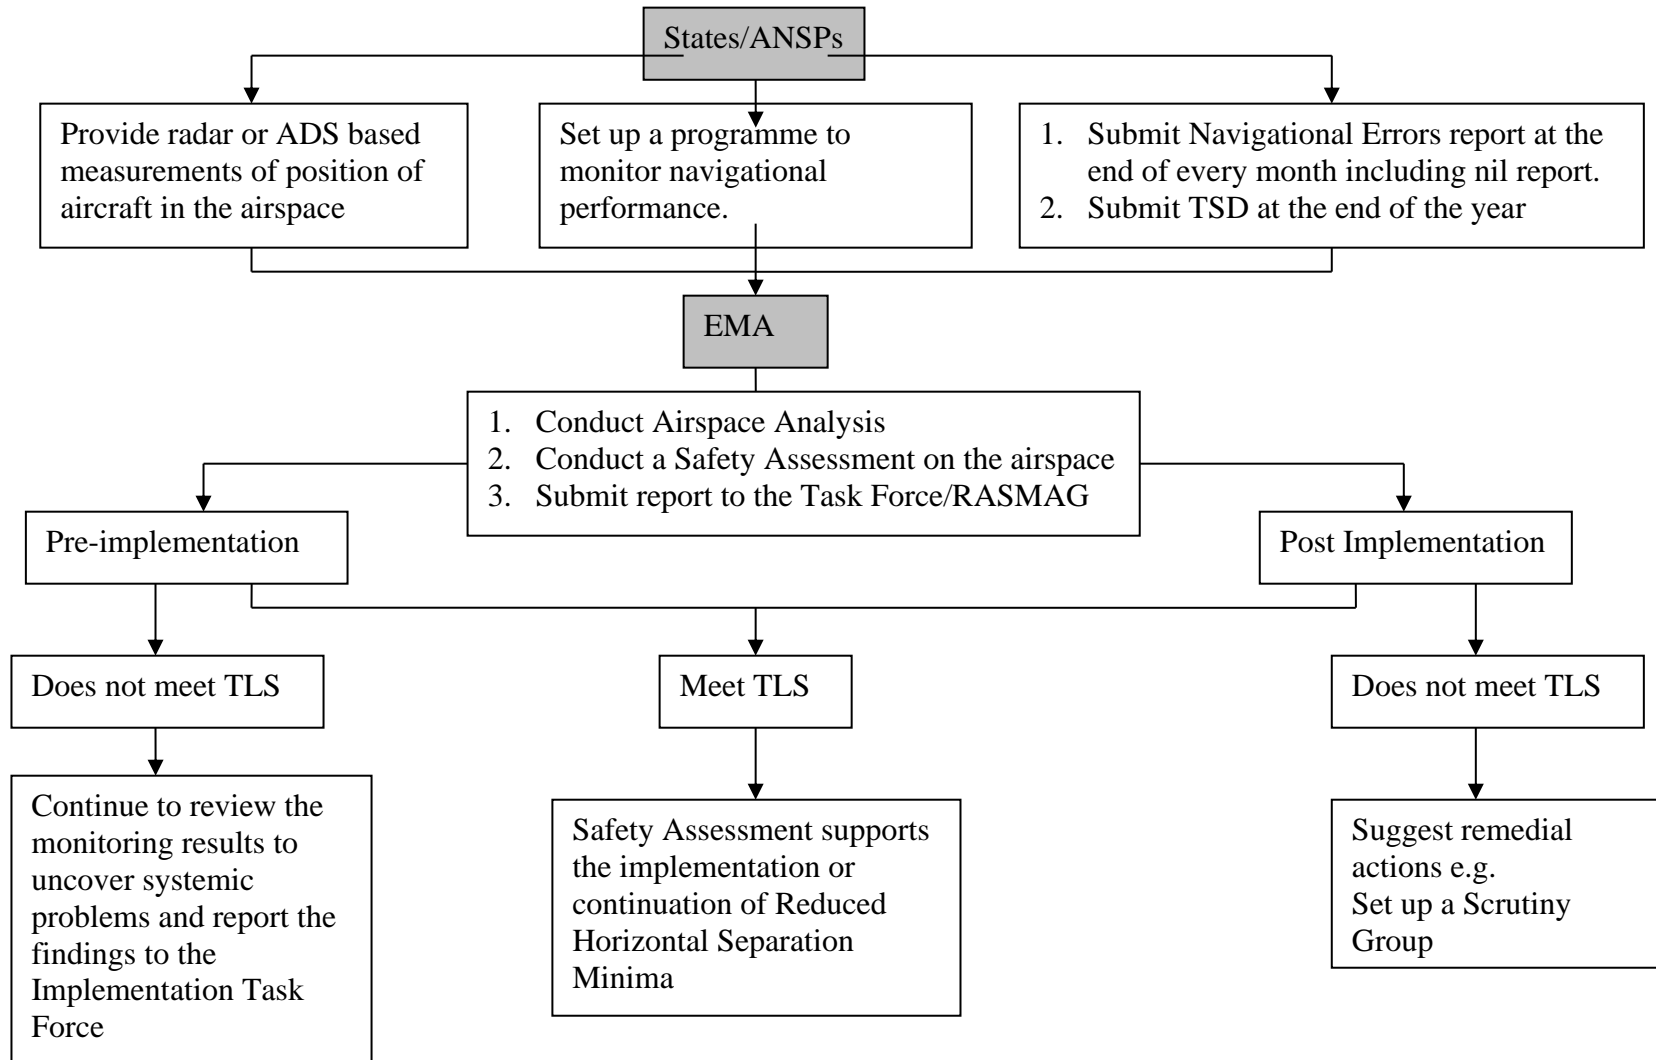 States/ANSPs
Provide radar or ADS based
measurements of position of
aircraft in the airspace
Set up a programme to
monitor navigational
performance.
1. Submit Navigational Errors report at the
end of every month including nil report.
2. Submit TSD at the end of the year
EMA
1. Conduct Airspace Analysis
2. Conduct a Safety Assessment on the airspace
3. Submit report to the Task Force/RASMAG
Pre-implementation
Post Implementation
Does not meet TLS
Meet TLS
Does not meet TLS
Continue to review the
monitoring results to
uncover systemic
problems and report the
findings to the
Implementation Task
Force
Safety Assessment supports
the implementation or
continuation of Reduced
Horizontal Separation
Minima
Suggest remedial
actions e.g.
Set up a Scrutiny
Group